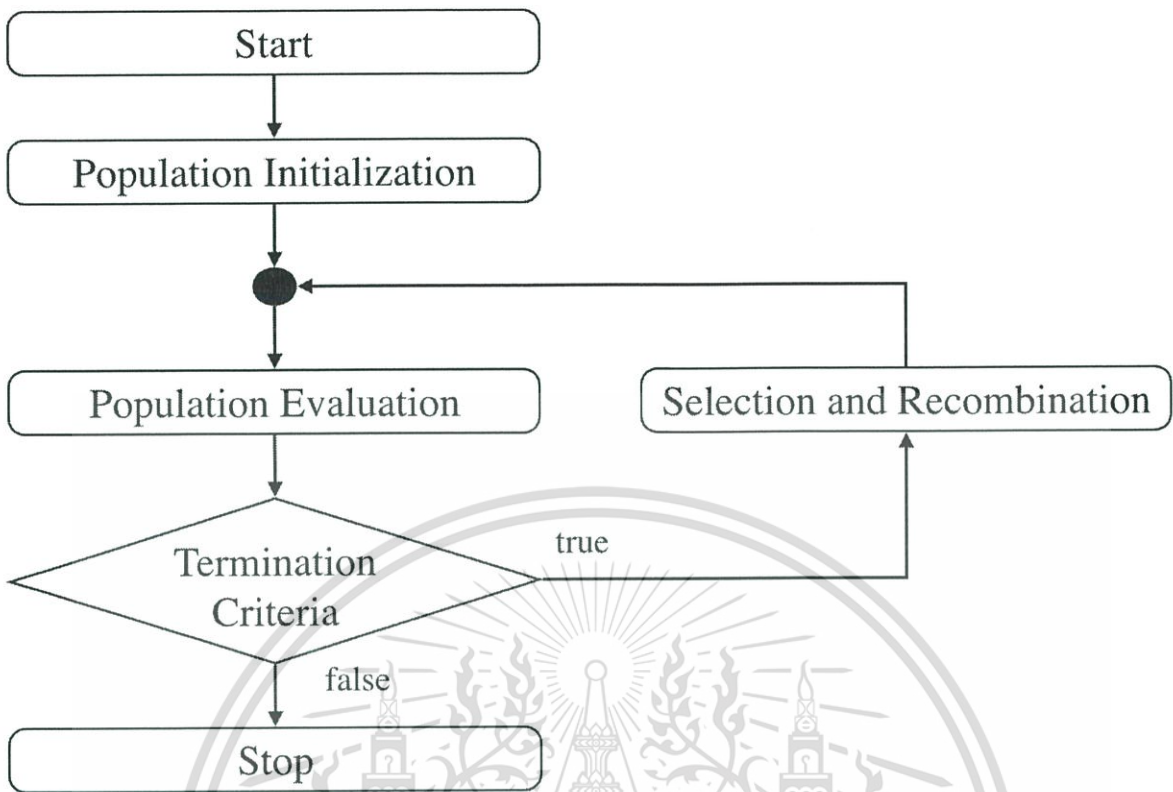 Start
Population Initialization
Population Evaluation
Selection and Recombination
Termination
Criteria
true
false
Stop